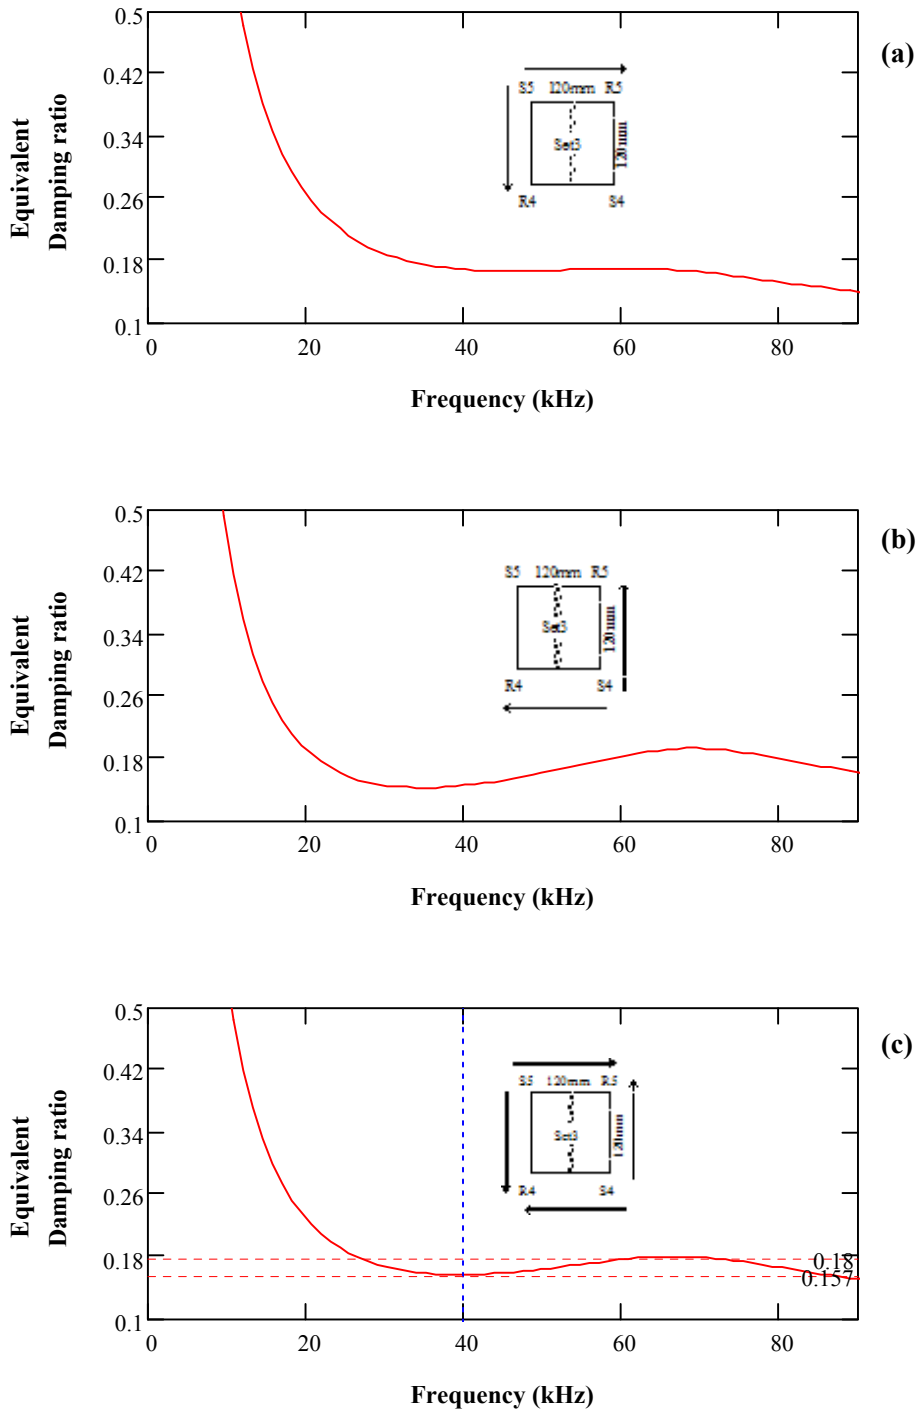 (a)
Equivalent
Damping ratio
0.5
0.42
0.34
0.26
0.18
0.1
S5 120mm R5
Set3
120mm
R4 S4
0 20 40 60 80
Frequency (kHz)
(b)
Equivalent
Damping ratio
0.5
0.42
0.34
0.26
0.18
0.1
S5 120mm R5
Set3
120mm
R4 S4
0 20 40 60 80
Frequency (kHz)
(c)
Equivalent
Damping ratio
0.5
0.42
0.34
0.26
0.18
0.1
S5 120mm R5
Set3
120mm
R4 S4
0.18
0.157
0 20 40 60 80
Frequency (kHz)